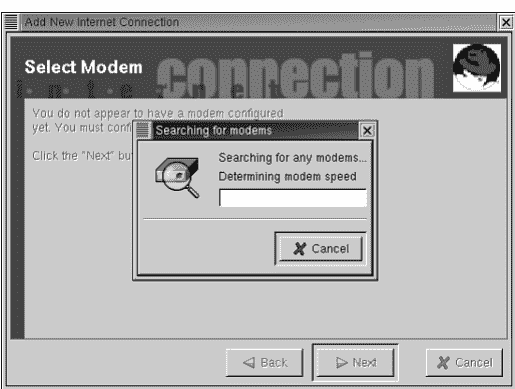 Add New Internet Connection
Select Modem
connection
internet
You do not appear to have a modem configured
yet. You must conf
Click the "Next" bu
Searching for modems
Searching for any modems...
Determining modem speed
Cancel
Back
Next
Cancel